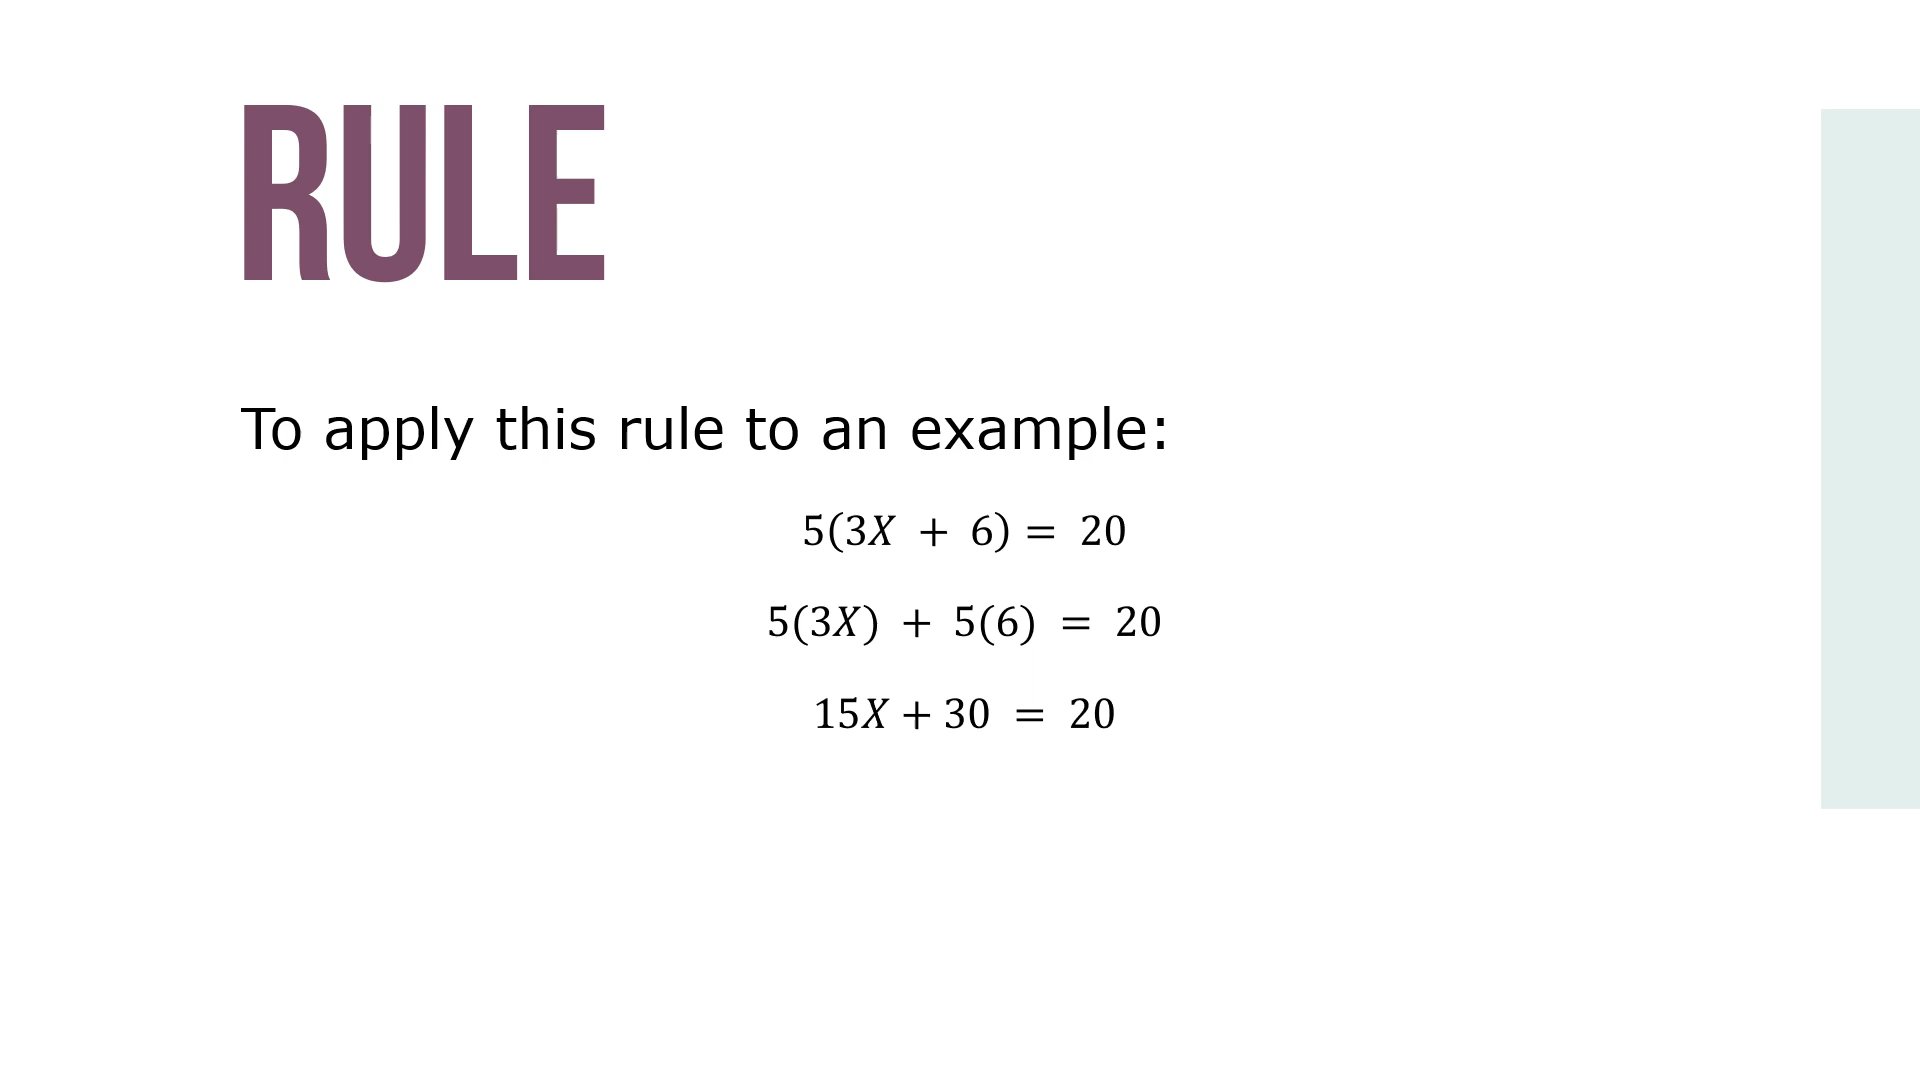 RULE
To apply this rule to an example:
5(3X + 6) = 20
5(3X) + 5(6) = 20
15X + 30 = 20